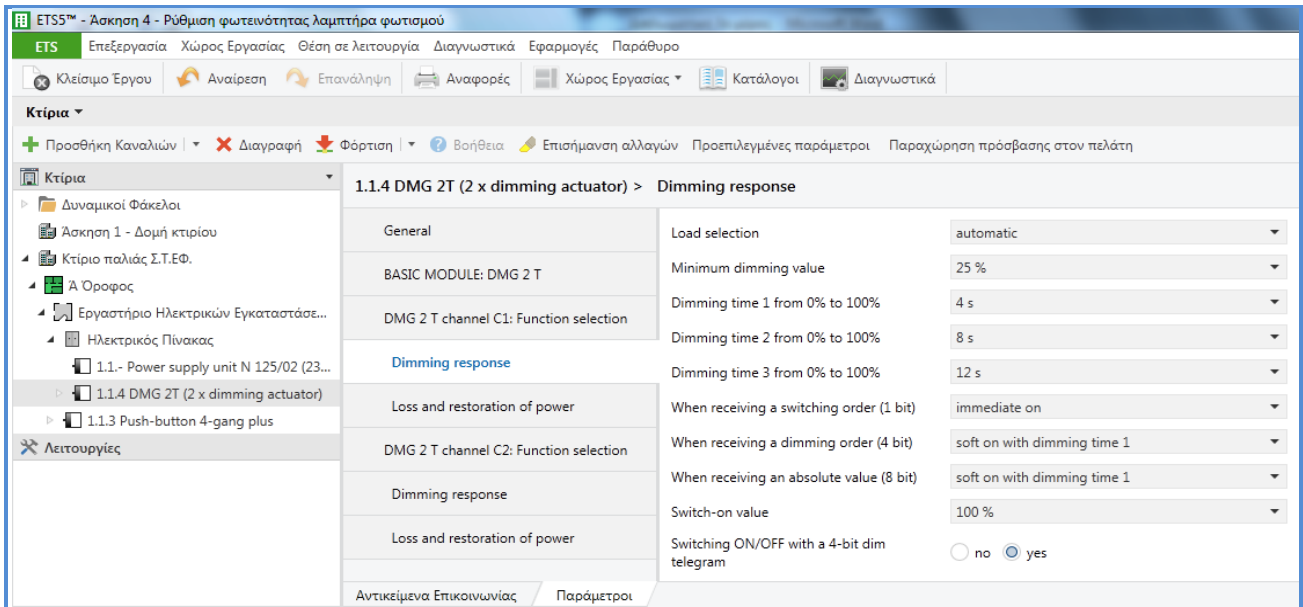 ETS5™ - Άσκηση 4 - Ρύθμιση φωτεινότητας λαμπτήρα φωτισμού
ETS Επεξεργασία Χώρος Εργασίας Θέση σε λειτουργία Διαγνωστικά Εφαρμογές Παράθυρο
Κλείσιμο Έργου Αναίρεση Επανάληψη Αναφορές Χώρος Εργασίας Κατάλογοι Διαγνωστικά
Κτίρια
Προσθήκη Καναλιών Διαγραφή Φόρτιση Βοήθεια Επισήμανση αλλαγών Προεπιλεγμένες παράμετροι Παραχώρηση πρόσβασης στον πελάτη
Κτίρια
Δυναμικοί Φάκελοι
Άσκηση 1 - Δομή κτιρίου
Κτίριο παλιάς Σ.Τ.ΕΦ.
Ά Όροφος
Εργαστήριο Ηλεκτρικών Εγκαταστάσε...
Ηλεκτρικός Πίνακας
1.1.- Power supply unit N 125/02 (23...
1.1.4 DMG 2T (2 x dimming actuator)
1.1.3 Push-button 4-gang plus
Λειτουργίες
1.1.4 DMG 2T (2 x dimming actuator) > Dimming response
General
BASIC MODULE: DMG 2 T
DMG 2 T channel C1: Function selection
Dimming response
Loss and restoration of power
DMG 2 T channel C2: Function selection
Dimming response
Loss and restoration of power
Load selection automatic
Minimum dimming value 25 %
Dimming time 1 from 0% to 100% 4 s
Dimming time 2 from 0% to 100% 8 s
Dimming time 3 from 0% to 100% 12 s
When receiving a switching order (1 bit) immediate on
When receiving a dimming order (4 bit) soft on with dimming time 1
When receiving an absolute value (8 bit) soft on with dimming time 1
Switch-on value 100 %
Switching ON/OFF with a 4-bit dim
telegram no yes
Αντικείμενα Επικοινωνίας Παράμετροι